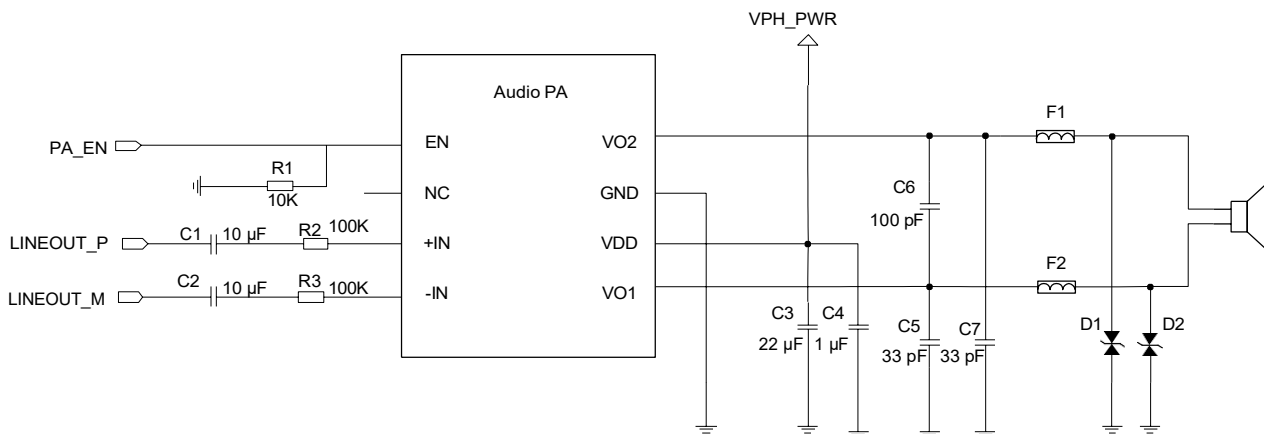 VPH_PWR
Audio PA
F1
PA_EN
EN
VO2
R1
10K
NC
GND
C6
100 pF
LINEOUT_P
C1
10 µF
R2
100K
+IN
VDD
LINEOUT_M
C2
10 µF
R3
100K
-IN
VO1
F2
C3
22 µF
C4
1 µF
C5
33 pF
C7
33 pF
D1
D2